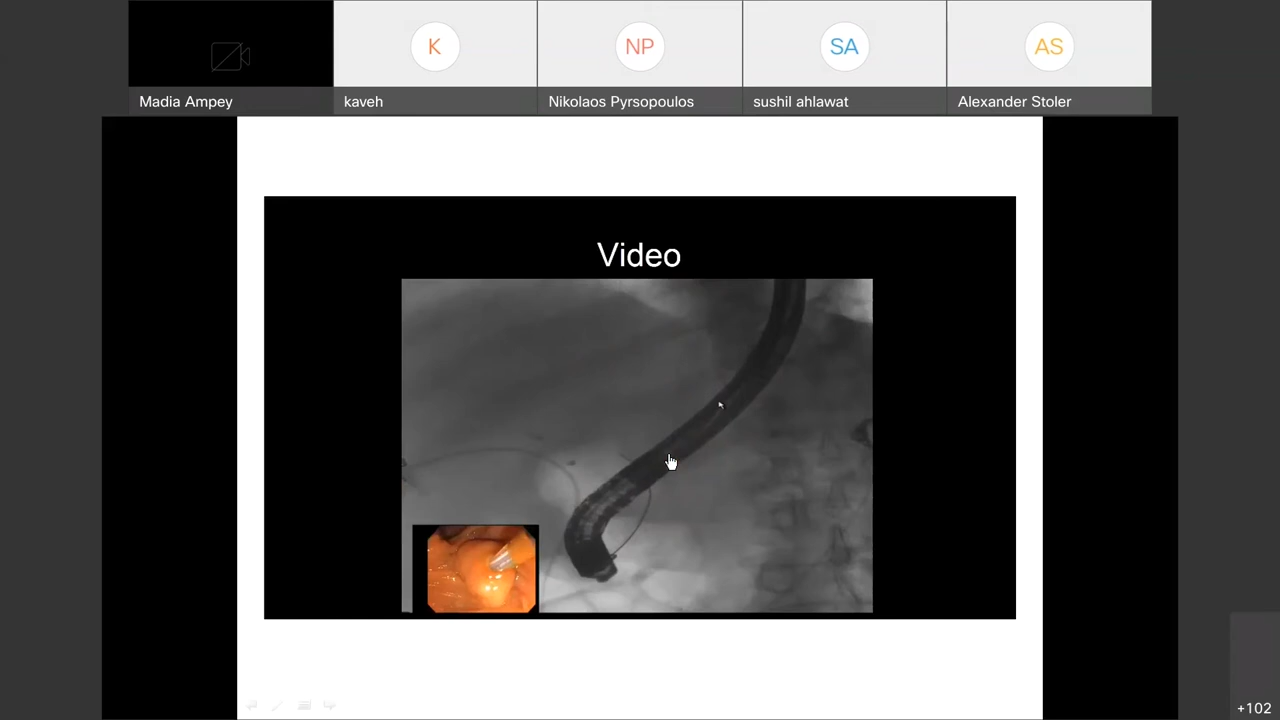 K
NP
SA
AS
Madia Ampey
kaveh
Nikolaos Pyrsopoulos
sushil ahlawat
Alexander Stoler
Video
+102